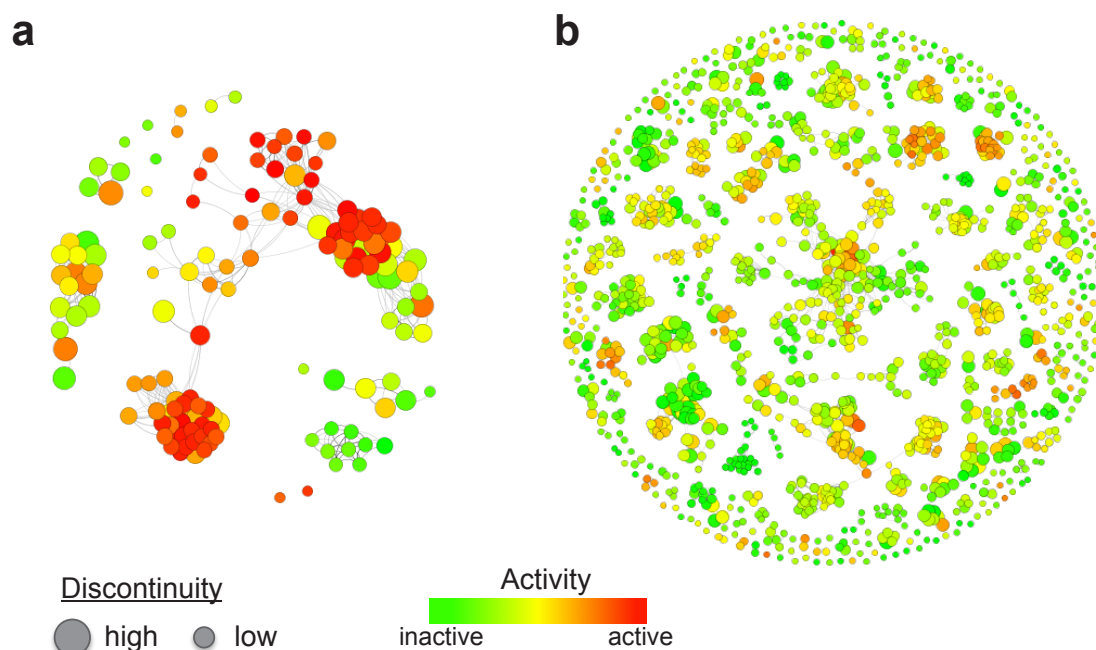 a
b
Discontinuity
high
low
Activity
inactive
active